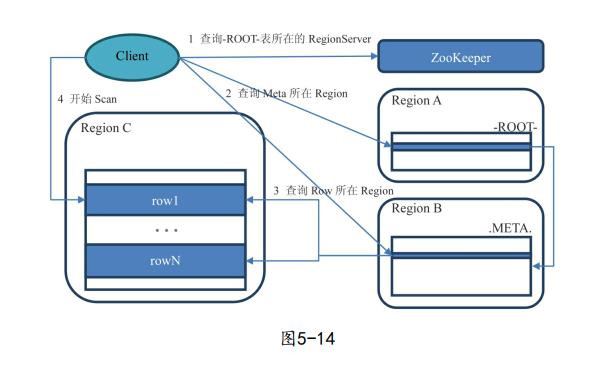 1 查询-ROOT-表所在的 RegionServer
Client
ZooKeeper
2 查询 Meta 所在 Region
4 开始 Scan
Region A
-ROOT-
Region C
3 查询 Row 所在 Region
row1
Region B
.META.
...
rowN
图5-14